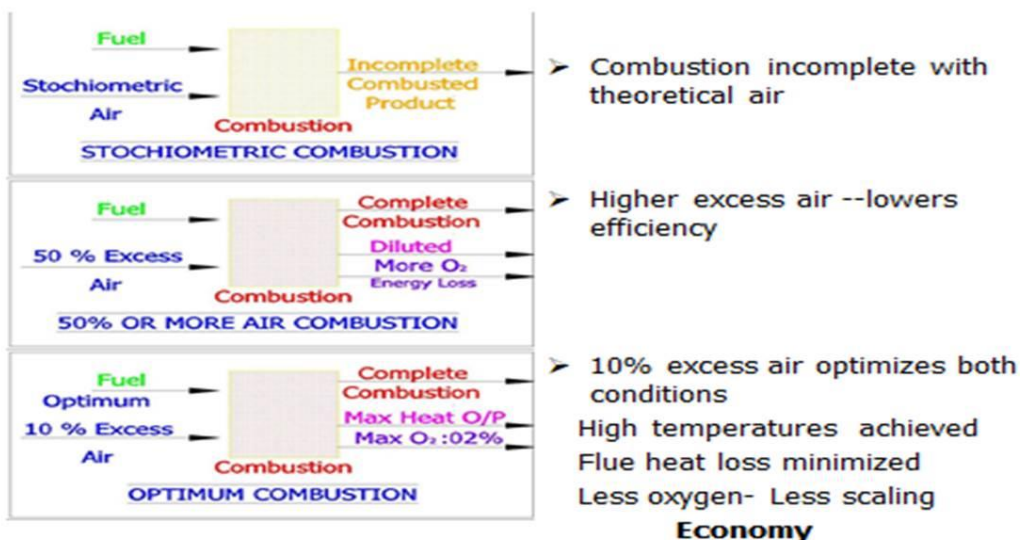 Fuel
Stochiometric
Air
Combustion
Incomplete
Combusted
Product
STOCHIOMETRIC COMBUSTION
➢ Combustion incomplete with
theoretical air
Fuel
50 % Excess
Air
Combustion
Complete
Combustion
Diluted
More O₂
Energy Loss
50% OR MORE AIR COMBUSTION
➢ Higher excess air --lowers
efficiency
Fuel
Optimum
10 % Excess
Air
Combustion
Complete
Combustion
Max Heat O/P
Max O₂ :02%
OPTIMUM COMBUSTION
➢ 10% excess air optimizes both
conditions
High temperatures achieved
Flue heat loss minimized
Less oxygen- Less scaling
Economy